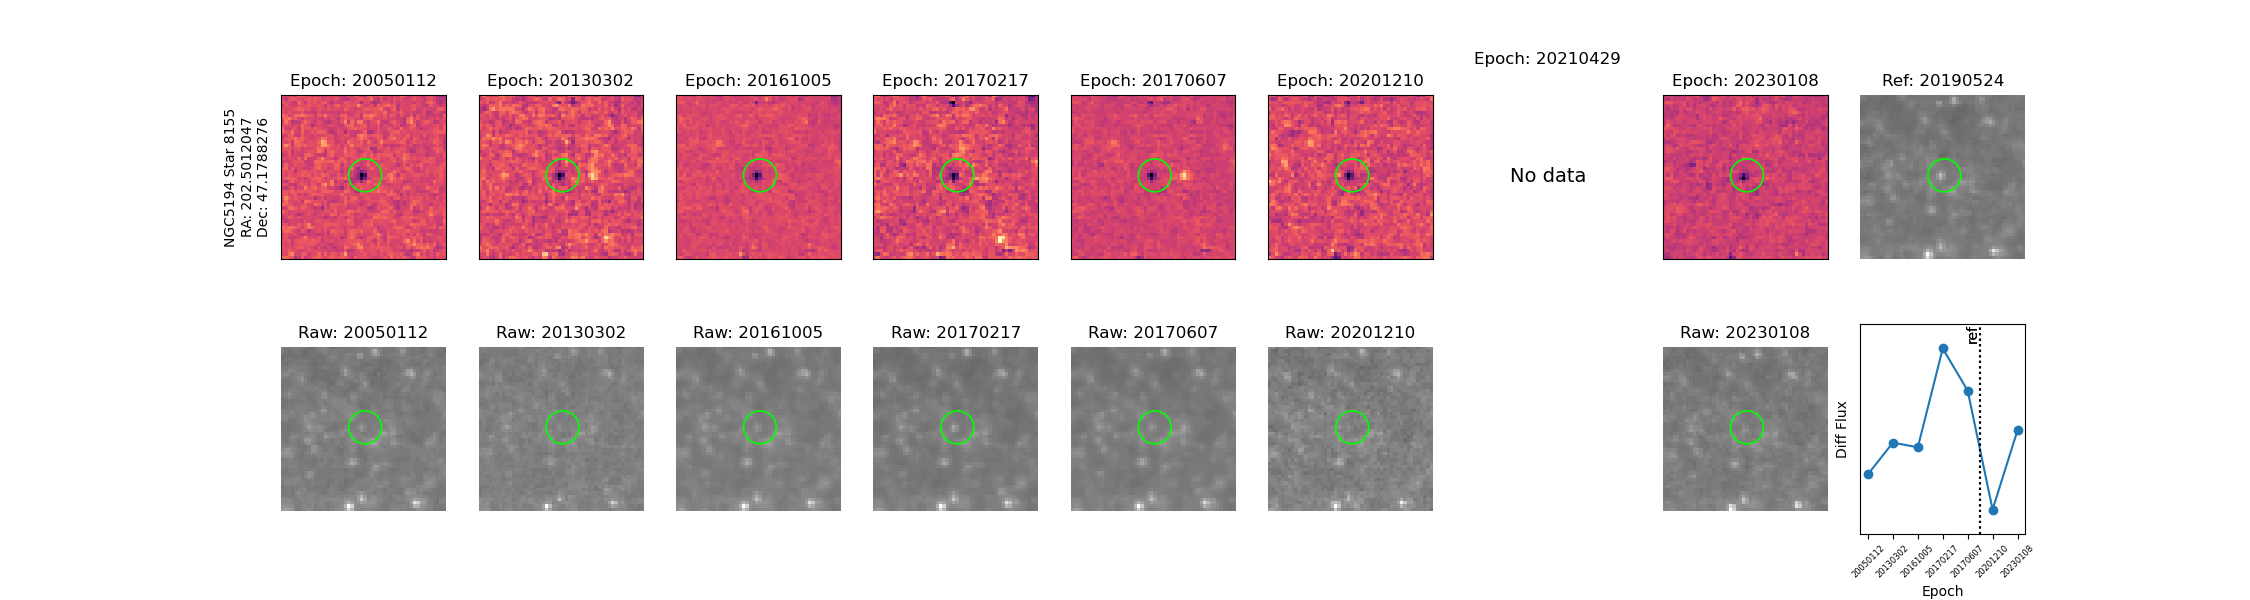 Epoch: 20210429
Epoch: 20050112
Epoch: 20130302
Epoch: 20161005
Epoch: 20170217
Epoch: 20170607
Epoch: 20201210
Epoch: 20230108
Ref: 20190524
NGC5194 Star 8155
RA: 202.5012047
Dec: 47.1788276
No data
Raw: 20050112
Raw: 20130302
Raw: 20161005
Raw: 20170217
Raw: 20170607
Raw: 20201210
Raw: 20230108
ref
Diff Flux
20050112
20130302
20161005
20170217
20170607
20201210
20230108
Epoch